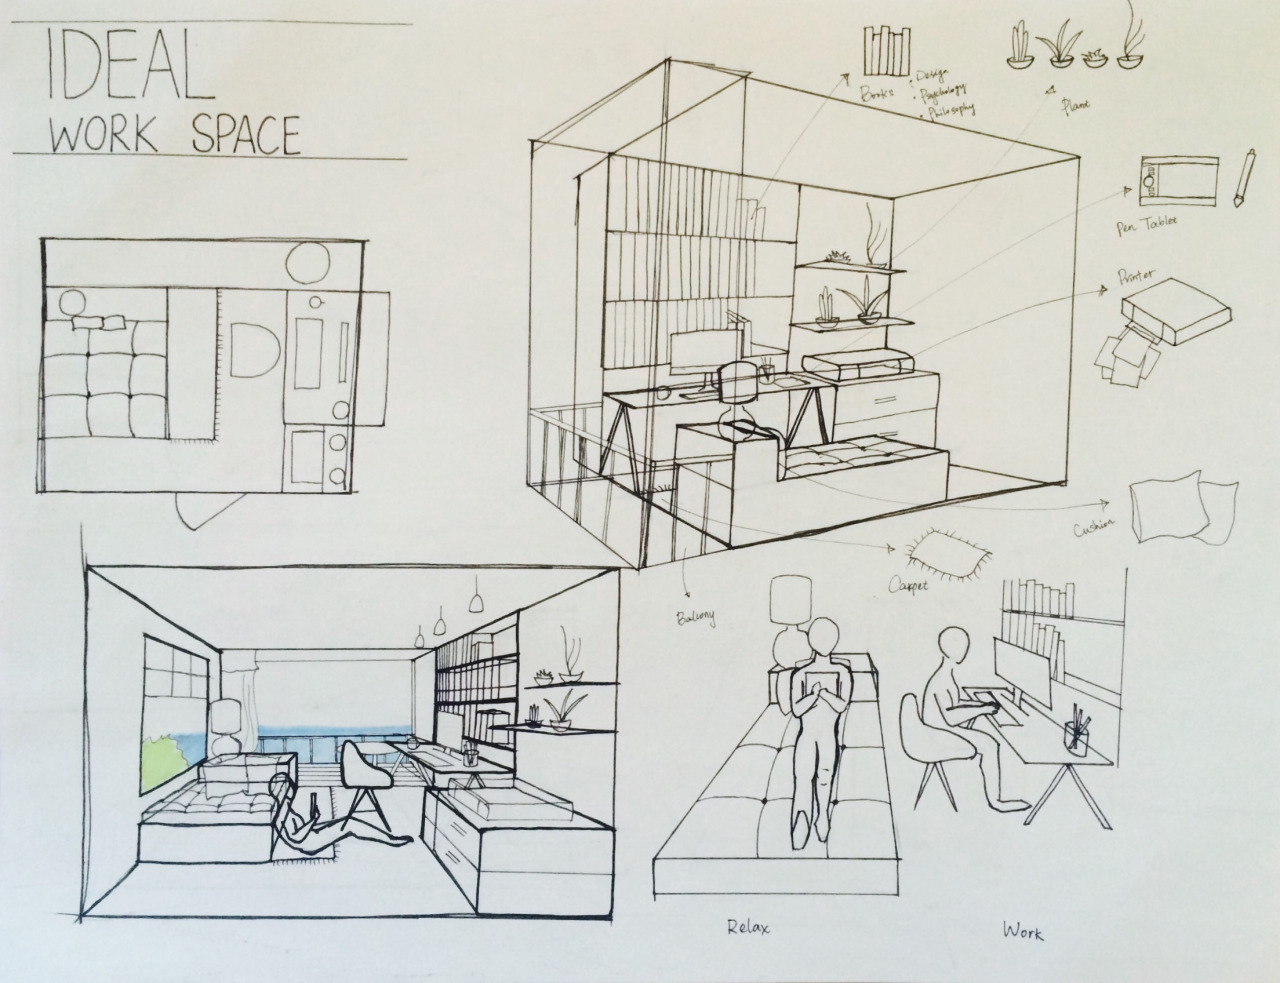 IDEAL
WORK SPACE
Books
• Design
• Psychology
• Philosophy
Plant
Pen Tablet
Printer
Cushion
Carpet
Balcony
Relax
Work